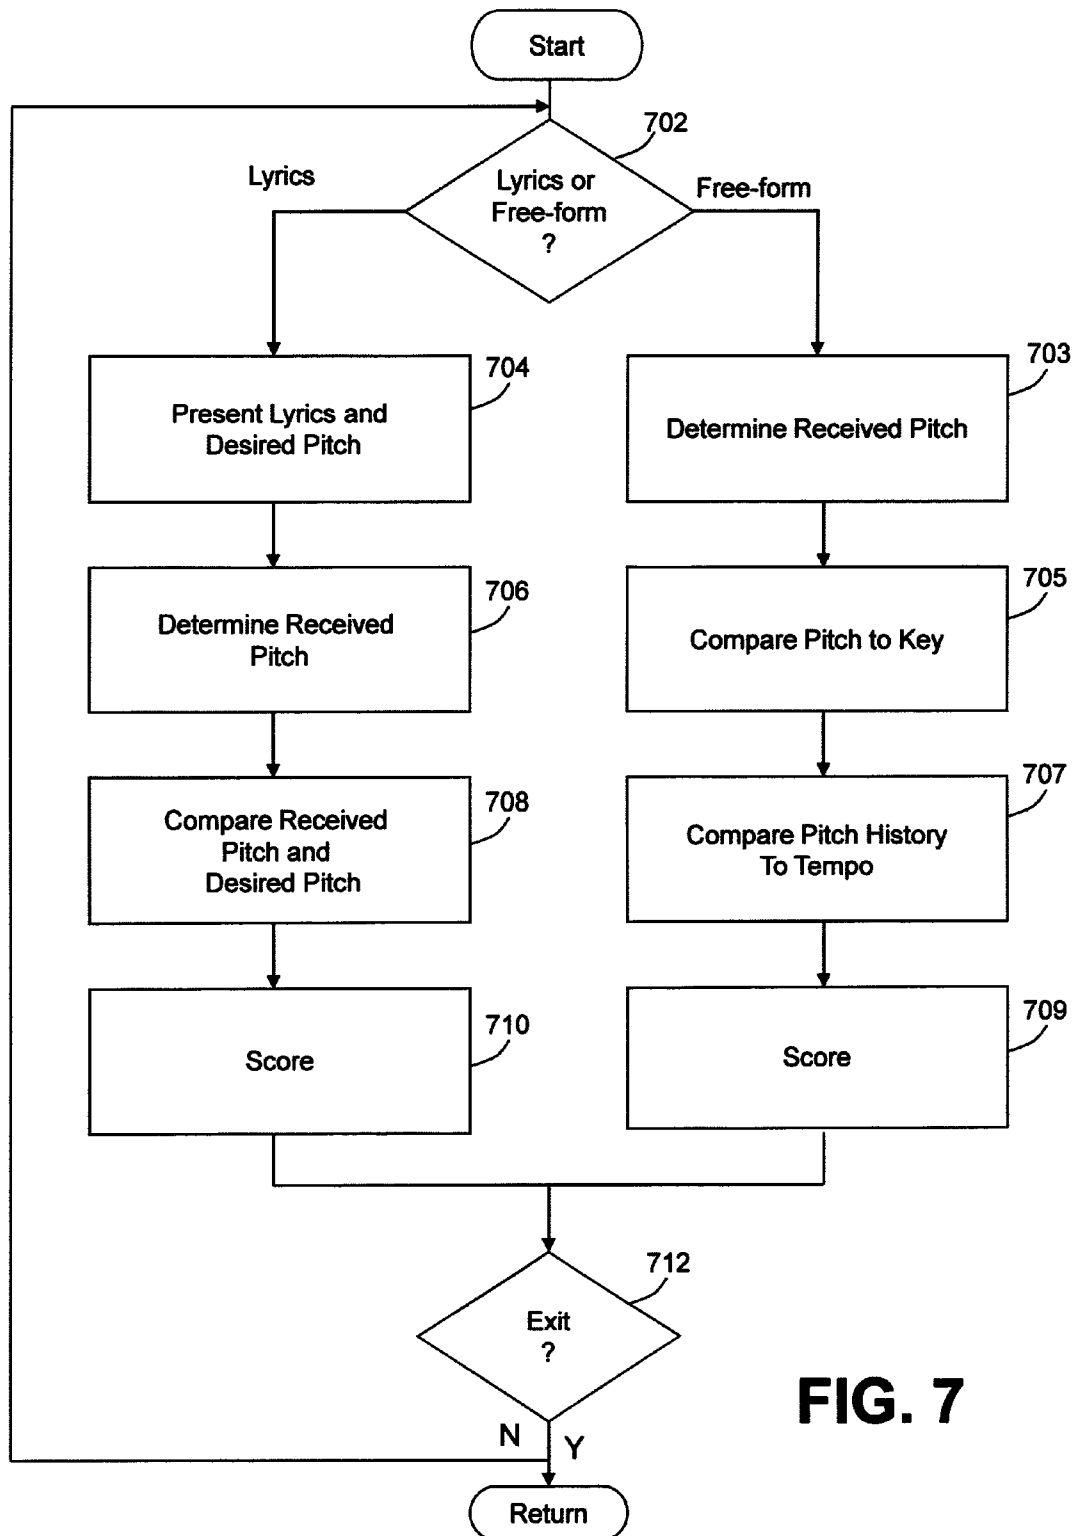 Start
702
Lyrics
Lyrics or
Free-form
?
Free-form
704
Present Lyrics and
Desired Pitch
703
Determine Received Pitch
706
Determine Received
Pitch
705
Compare Pitch to Key
708
Compare Received
Pitch and
Desired Pitch
707
Compare Pitch History
To Tempo
710
Score
709
Score
712
Exit
?
N
Y
FIG. 7
Return